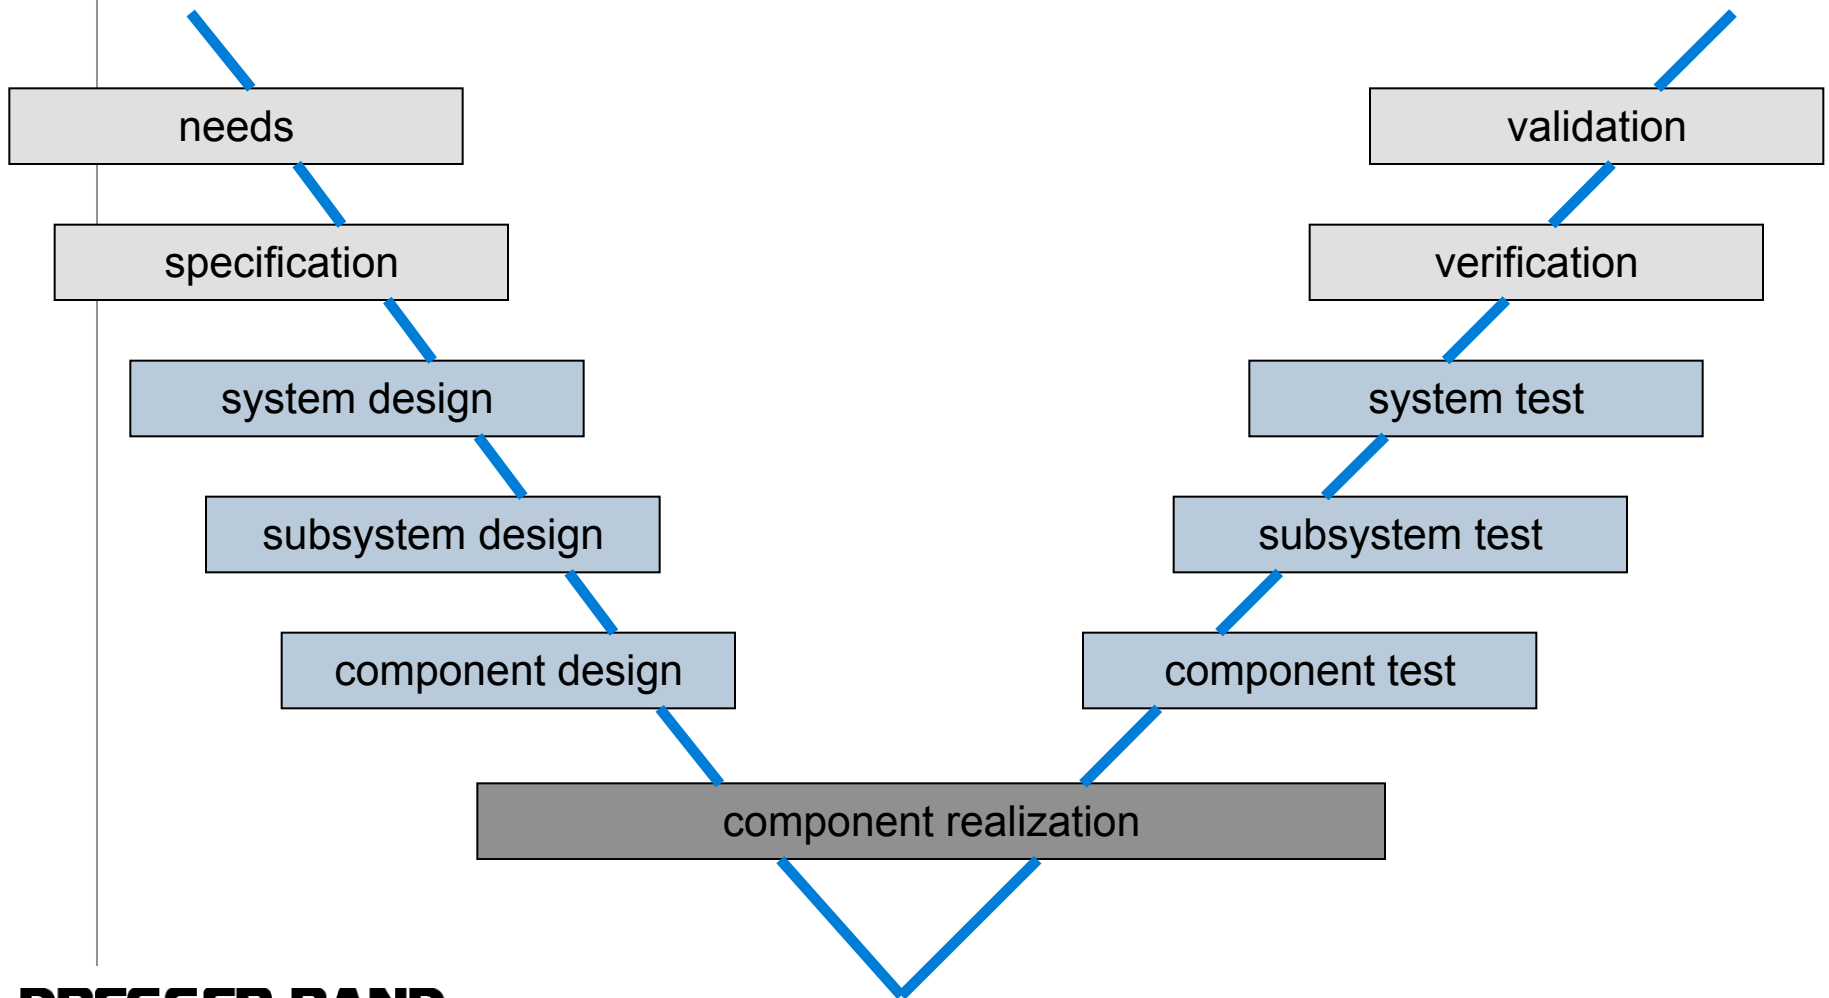 needs
validation
specification
verification
system design
system test
subsystem design
subsystem test
component design
component test
component realization